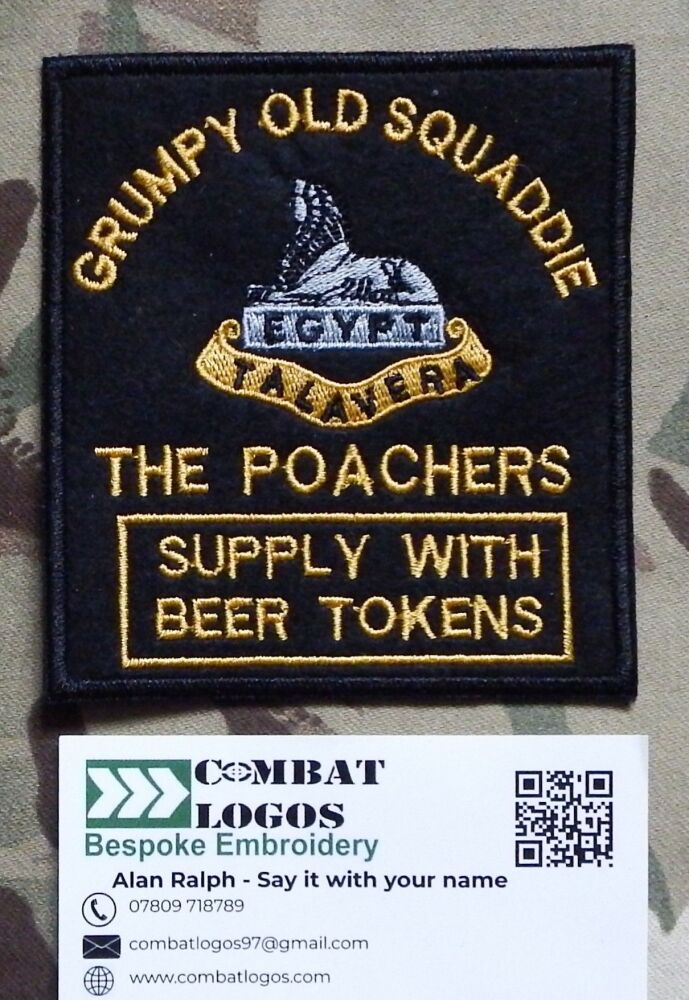 GRUMPY OLD SQUADDIE
EGYPT
TALAVERA
THE POACHERS
SUPPLY WITH
BEER TOKENS
COMBAT
LOGOS
Bespoke Embroidery
Alan Ralph - Say it with your name
07809 718789
combatlogos97@gmail.com
www.combatlogos.com